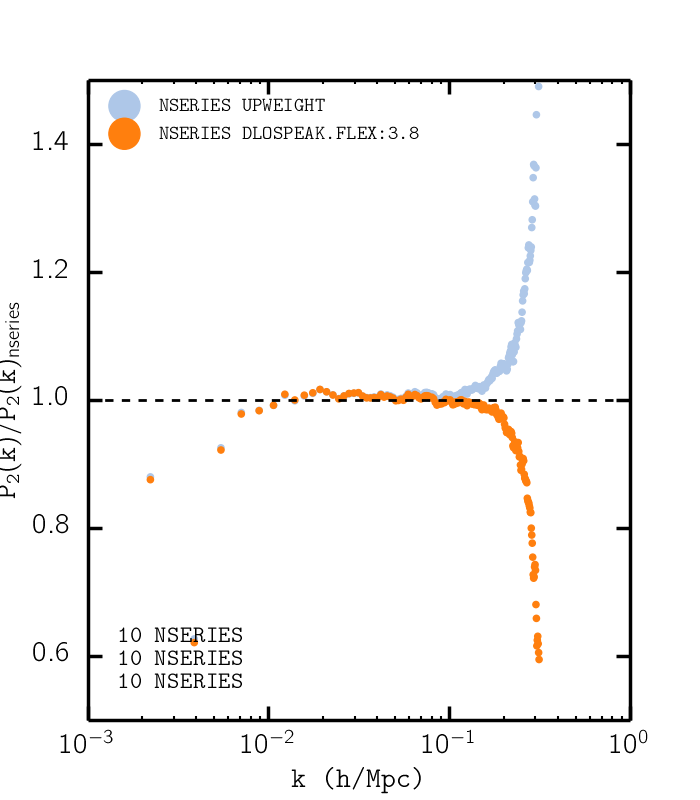 NSERIES UPWEIGHT
NSERIES DLOSPEAK.FLEX:3.8
1.4
1.2
1.0
0.8
0.6
P₂(k)/P₂(k)nseries
10 NSERIES
10 NSERIES
10 NSERIES
10⁻³
10⁻²
10⁻¹
10⁰
k (h/Mpc)